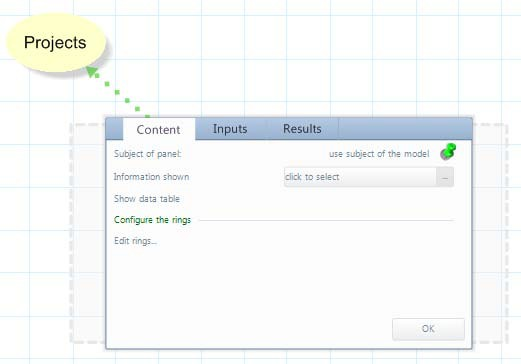 Projects
Content Inputs Results
Subject of panel: use subject of the model
Information shown click to select ...
Show data table
Configure the rings
Edit rings...
OK